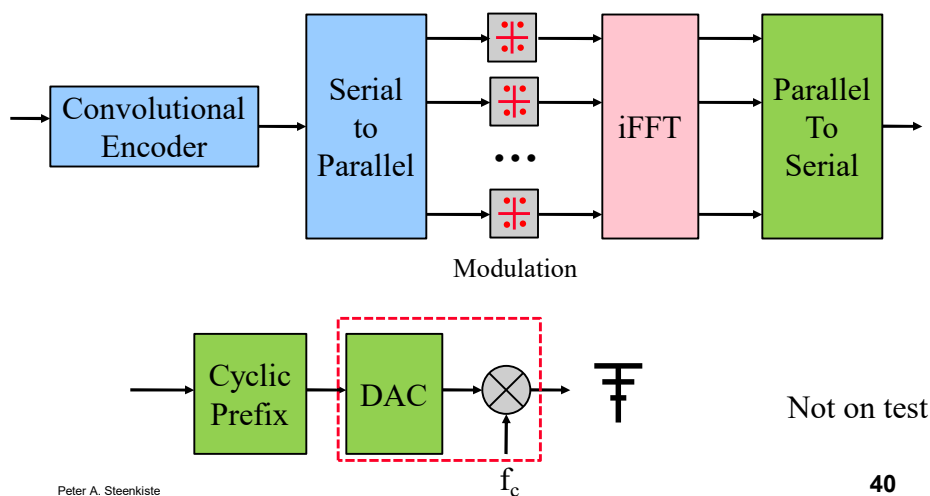 Convolutional
Encoder
Serial
to
Parallel
...
Modulation
iFFT
Parallel
To
Serial
Cyclic
Prefix
DAC
f_c
Not on test
Peter A. Steenkiste
40